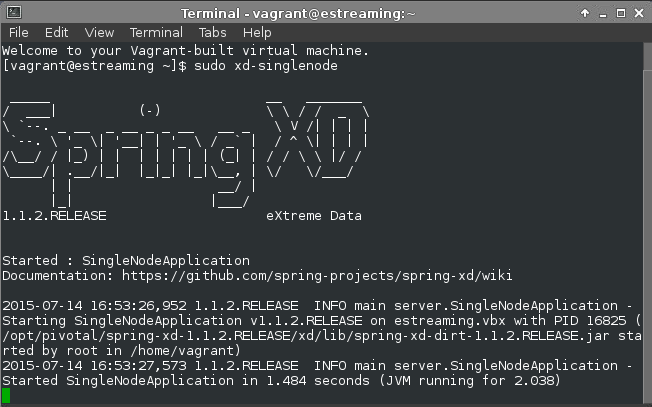 Terminal - vagrant@estreaming:~
File Edit View Terminal Tabs Help
Welcome to your Vagrant-built virtual machine.
[vagrant@estreaming ~]$ sudo xd-singlenode
Spring XD
1.1.2.RELEASE eXtreme Data
Started : SingleNodeApplication
Documentation: https://github.com/spring-projects/spring-xd/wiki
2015-07-14 16:53:26,952 1.1.2.RELEASE  INFO main server.SingleNodeApplication -
Starting SingleNodeApplication v1.1.2.RELEASE on estreaming.vbx with PID 16825 (
/opt/pivotal/spring-xd-1.1.2.RELEASE/xd/lib/spring-xd-dirt-1.1.2.RELEASE.jar sta
rted by root in /home/vagrant)
2015-07-14 16:53:27,573 1.1.2.RELEASE  INFO main server.SingleNodeApplication -
Started SingleNodeApplication in 1.484 seconds (JVM running for 2.038)